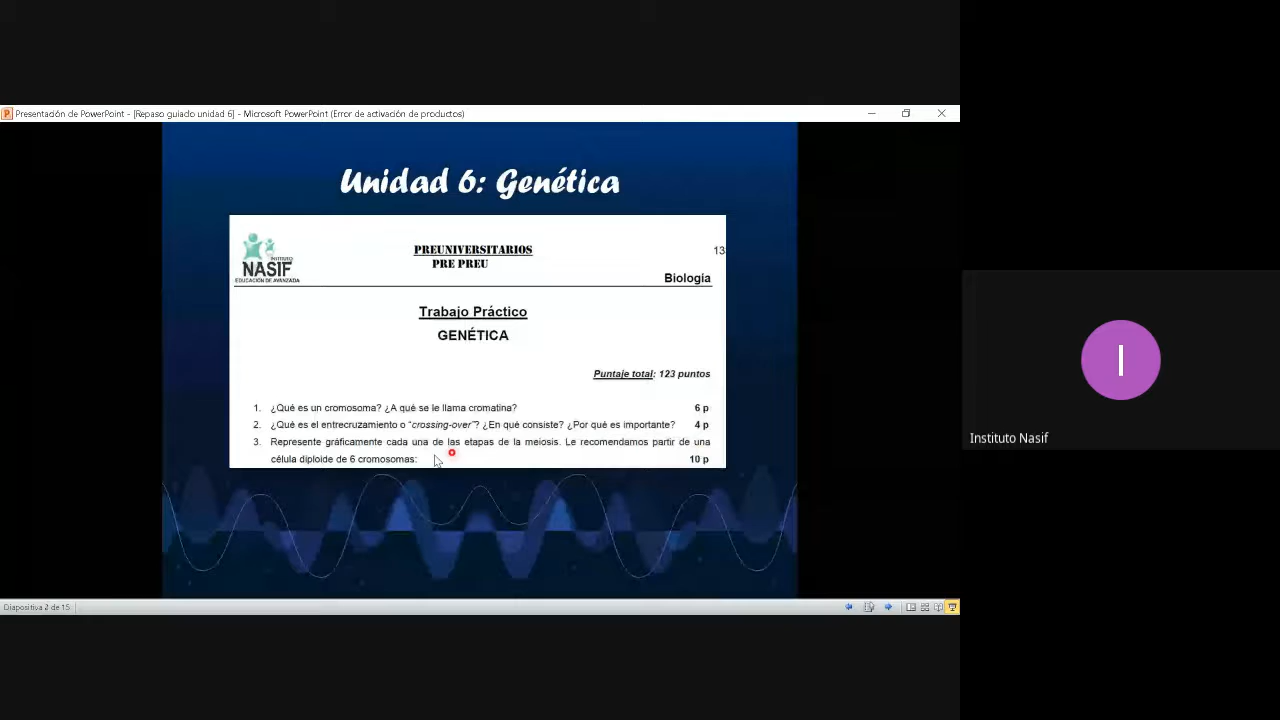 Presentación de PowerPoint - [Repaso guiado unidad 6] - Microsoft PowerPoint (Error de activación de productos)
Unidad 6: Genética
INSTITUTO
NASIF
EDUCACIÓN DE AVANZADA
PREUNIVERSITARIOS
PRE PREU
13
Biología
Trabajo Práctico
GENÉTICA
Puntaje total: 123 puntos
1. ¿Qué es un cromosoma? ¿A qué se le llama cromatina? 6 p
2. ¿Qué es el entrecruzamiento o "crossing-over"? ¿En qué consiste? ¿Por qué es importante? 4 p
3. Represente gráficamente cada una de las etapas de la meiosis. Le recomendamos partir de una
célula diploide de 6 cromosomas: 10 p
I
Instituto Nasif
Diapositiva 2 de 15